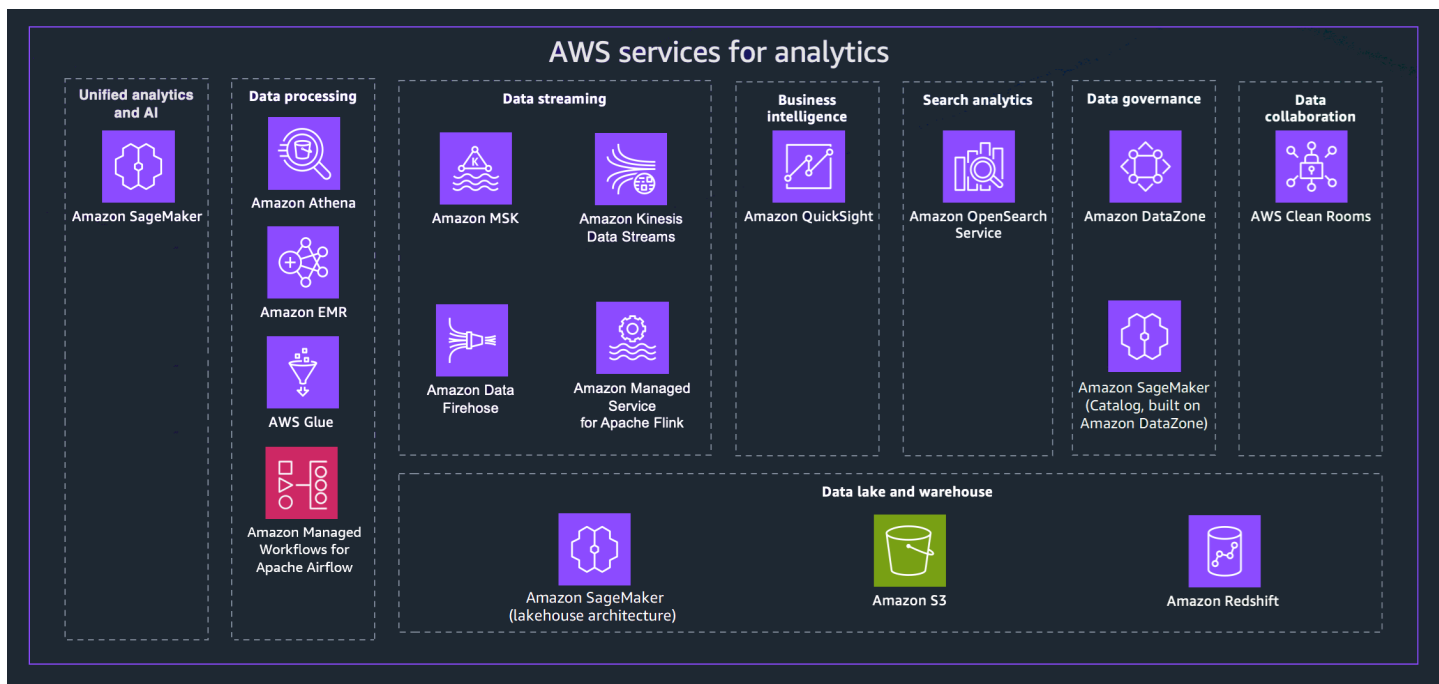 AWS services for analytics
Unified analytics
and AI
Amazon SageMaker
Data processing
Amazon Athena
Amazon EMR
AWS Glue
Amazon Managed
Workflows for
Apache Airflow
Data streaming
K
Amazon MSK
Amazon Kinesis
Data Streams
Amazon Data
Firehose
Amazon Managed
Service
for Apache Flink
Business
intelligence
Amazon QuickSight
Search analytics
Amazon OpenSearch
Service
Data governance
Amazon DataZone
Amazon SageMaker
(Catalog, built on
Amazon DataZone)
Data
collaboration
AWS Clean Rooms
Data lake and warehouse
Amazon SageMaker
(lakehouse architecture)
Amazon S3
Amazon Redshift